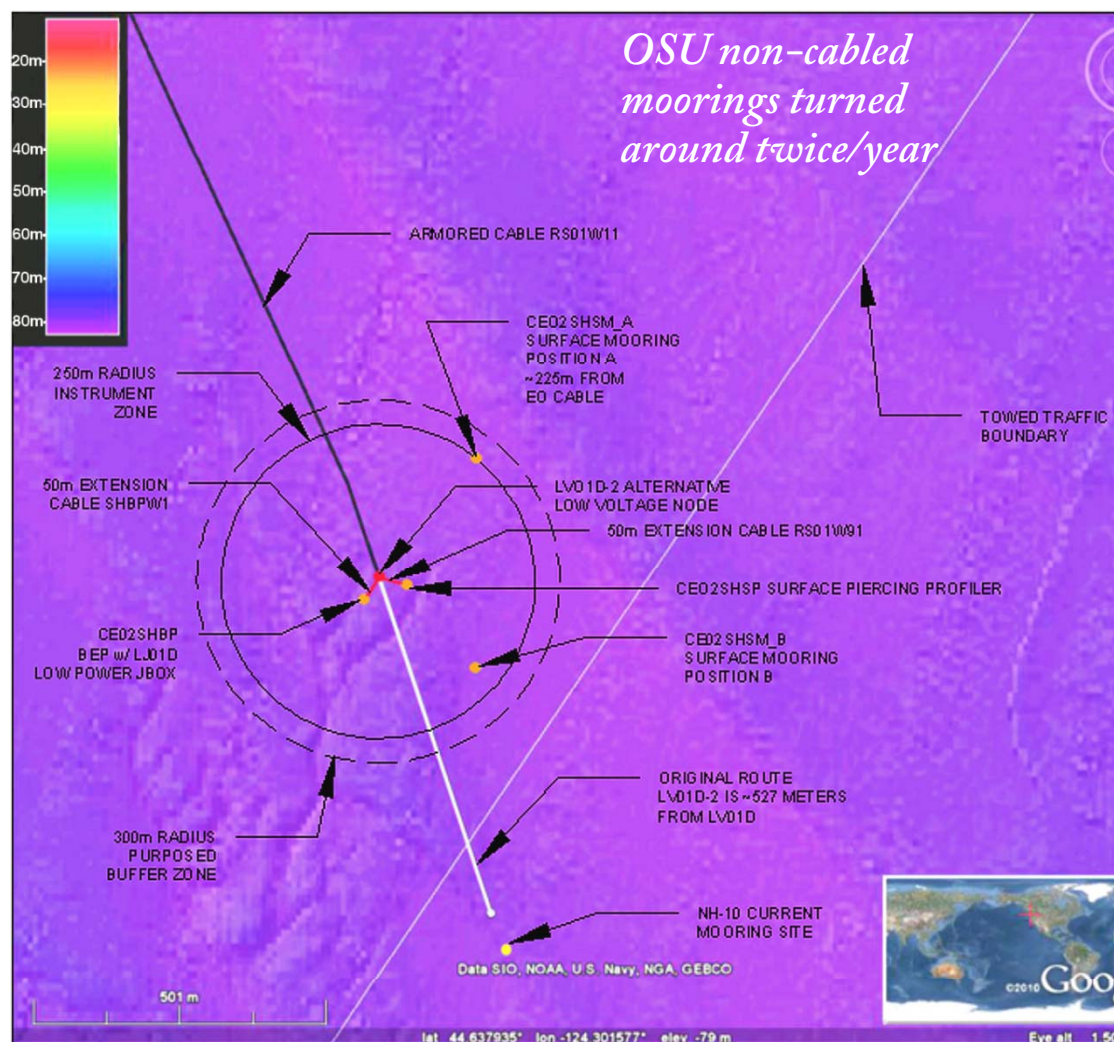 OSU non-cabled
moorings turned
around twice/year
20m
30m
40m
50m
60m
70m
80m
ARMORED CABLE RS01W11
CE02SHSM_A
SURFACE MOORING
POSITION A
~225m FROM
EO CABLE
250m RADIUS
INSTRUMENT
ZONE
TOWED TRAFFIC
BOUNDARY
50m EXTENSION
CABLE SHBPW1
LV01D-2 ALTERNATIVE
LOW VOLTAGE NODE
50m EXTENSION CABLE RS01W91
CE02SHSP SURFACE PIERCING PROFILER
CE02SHBP
BEP w/ LJ01D
LOW POWER JBOX
CE02SHSM_B
SURFACE MOORING
POSITION B
ORIGINAL ROUTE
LV01D-2 IS ~527 METERS
FROM LV01D
300m RADIUS
PURPOSED
BUFFER ZONE
NH-10 CURRENT
MOORING SITE
Data SIO, NOAA, U.S. Navy, NGA, GEBCO
501 m
©2010 Goo
lat 44.637935° lon -124.301577° elev -79 m
Eye alt 1.5